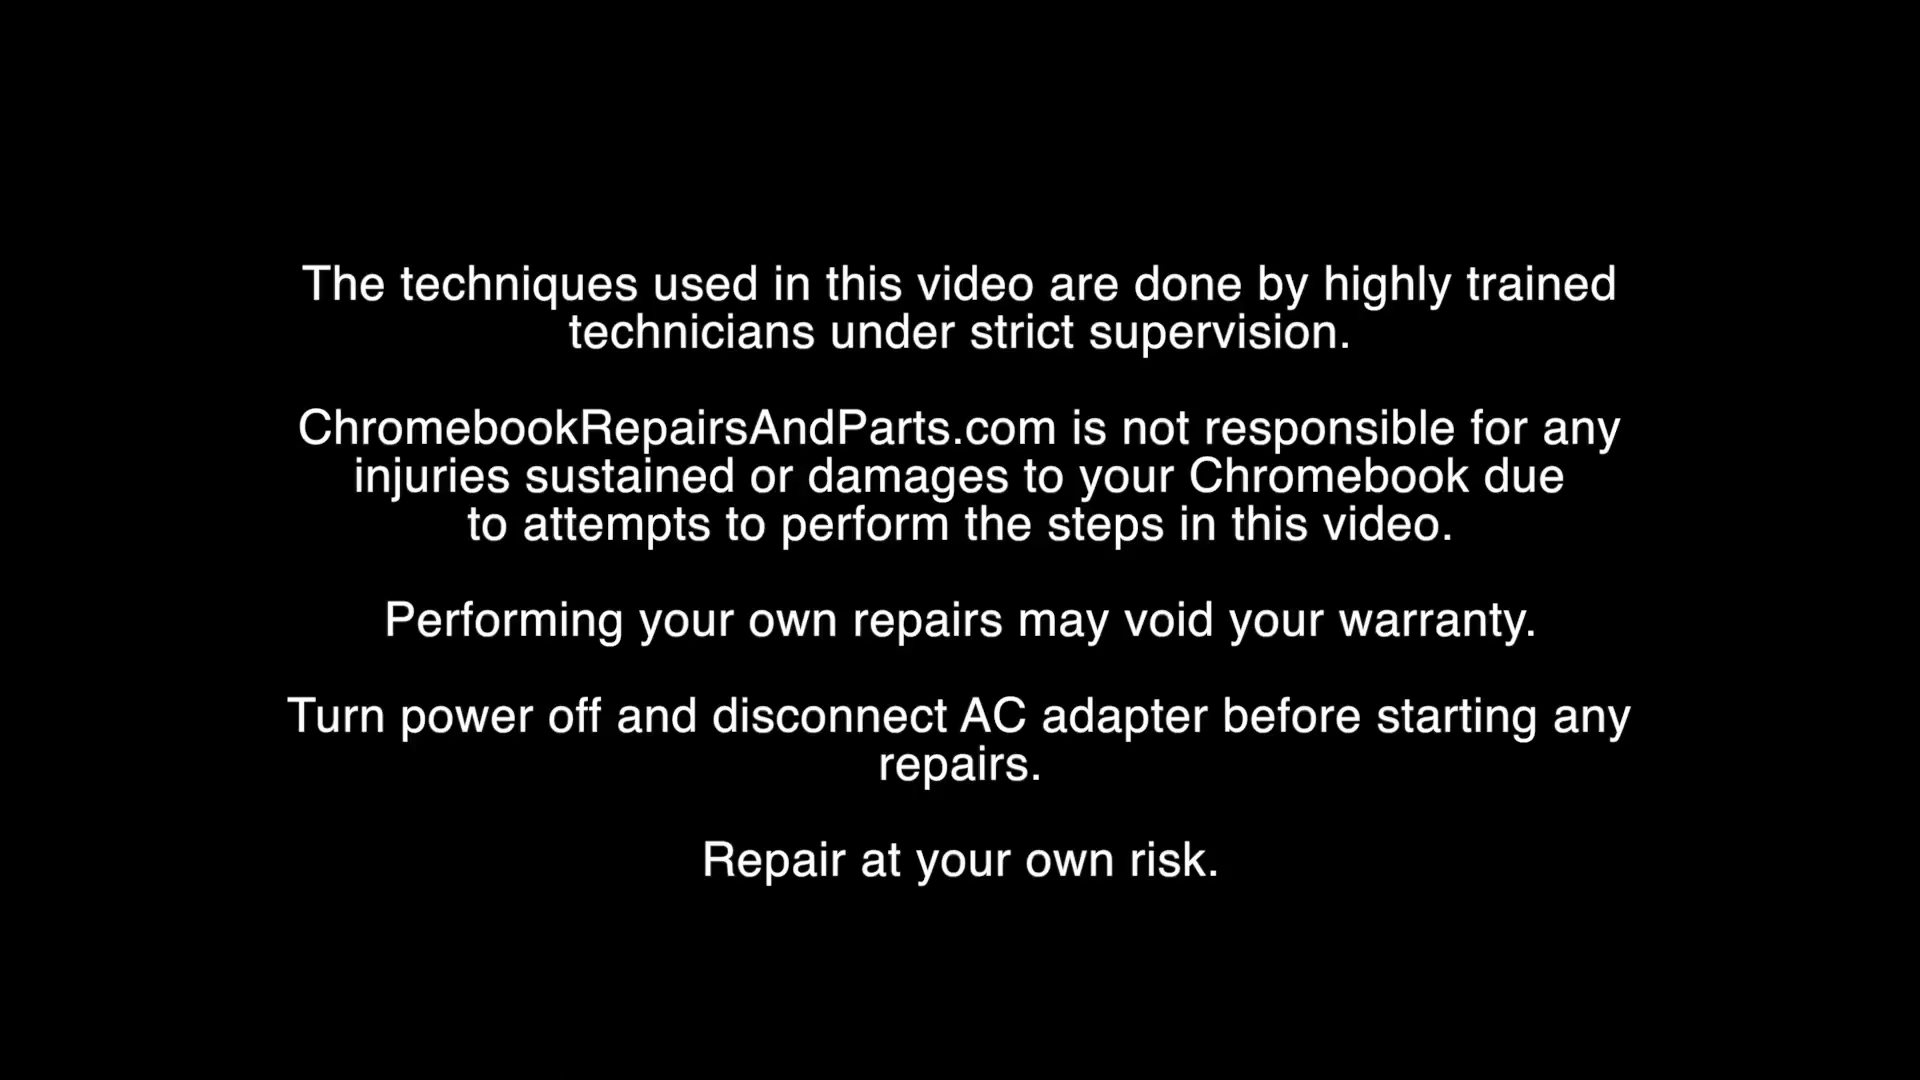 The techniques used in this video are done by highly trained
technicians under strict supervision.
ChromebookRepairsAndParts.com is not responsible for any
injuries sustained or damages to your Chromebook due
to attempts to perform the steps in this video.
Performing your own repairs may void your warranty.
Turn power off and disconnect AC adapter before starting any
repairs.
Repair at your own risk.